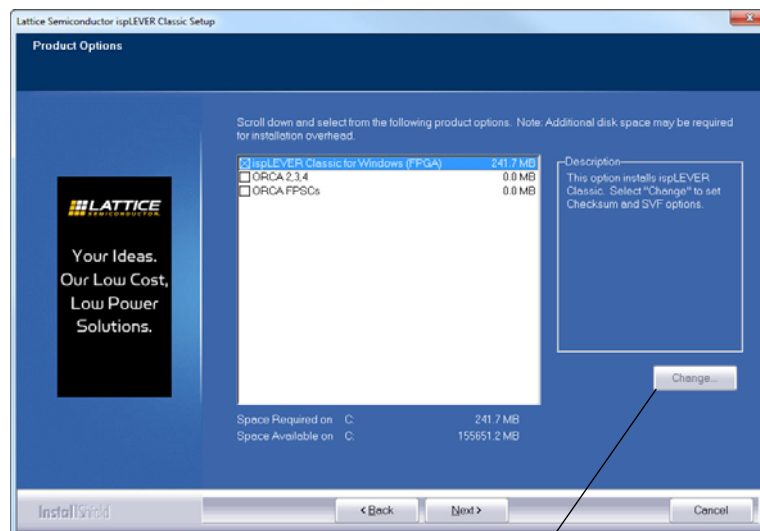 Lattice Semiconductor ispLEVER Classic Setup
Product Options
Scroll down and select from the following product options. Note: Additional disk space may be required
for installation overhead.
ispLEVER Classic for Windows (FPGA) 241.7 MB
ORCA 2,3,4 0.0 MB
ORCA FPSCs 0.0 MB
Description
This option installs ispLEVER
Classic. Select "Change" to set
Checksum and SVF options.
LATTICE
SEMICONDUCTOR.
Your Ideas.
Our Low Cost,
Low Power
Solutions.
Change...
Space Required on C: 241.7 MB
Space Available on C: 155651.2 MB
InstallShield
< Back
Next >
Cancel